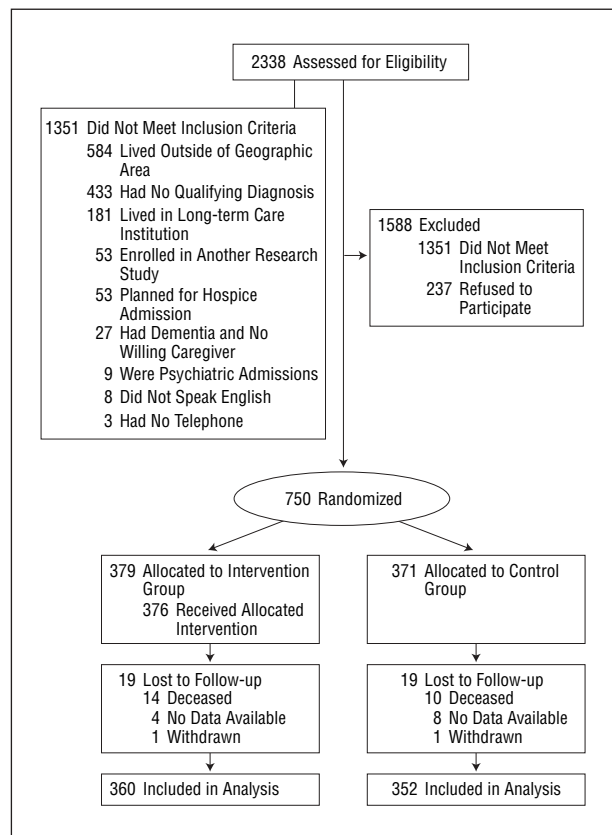 2338 Assessed for Eligibility
1351 Did Not Meet Inclusion Criteria
584 Lived Outside of Geographic
Area
433 Had No Qualifying Diagnosis
181 Lived in Long-term Care
Institution
53 Enrolled in Another Research
Study
53 Planned for Hospice
Admission
27 Had Dementia and No
Willing Caregiver
9 Were Psychiatric Admissions
8 Did Not Speak English
3 Had No Telephone
1588 Excluded
1351 Did Not Meet
Inclusion Criteria
237 Refused to
Participate
750 Randomized
379 Allocated to Intervention
Group
376 Received Allocated
Intervention
371 Allocated to Control
Group
19 Lost to Follow-up
14 Deceased
4 No Data Available
1 Withdrawn
19 Lost to Follow-up
10 Deceased
8 No Data Available
1 Withdrawn
360 Included in Analysis
352 Included in Analysis